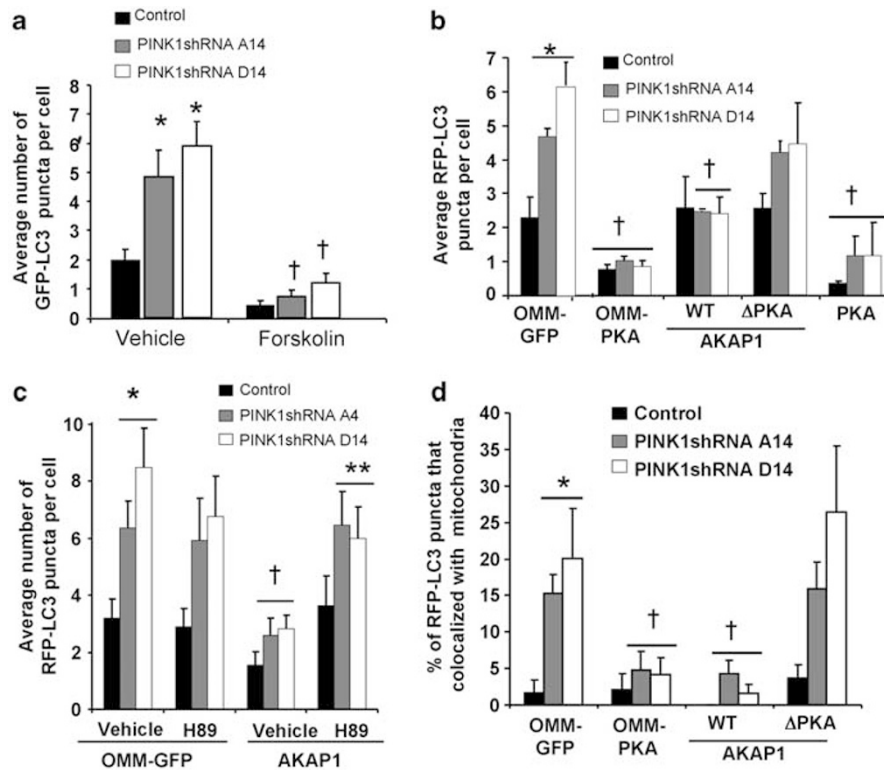 a
Control
PINK1shRNA A14
PINK1shRNA D14
Average number of
GFP-LC3 puncta per cell
8
7
6
5
4
3
2
1
0
*
*
†
†
Vehicle
Forskolin
b
Control
PINK1shRNA A14
PINK1shRNA D14
Average RFP-LC3
puncta per cell
7
6
5
4
3
2
1
0
*
†
†
†
OMM-
GFP
OMM-
PKA
WT
ΔPKA
PKA
AKAP1
c
Control
PINK1shRNA A4
PINK1shRNA D14
Average number of
RFP-LC3 puncta per cell
10
8
6
4
2
0
*
†
**
Vehicle
H89
Vehicle
H89
OMM-GFP
AKAP1
d
Control
PINK1shRNA A14
PINK1shRNA D14
% of RFP-LC3 puncta that
colocalized with mitochondria
40
35
30
25
20
15
10
5
0
*
†
†
OMM-
GFP
OMM-
PKA
WT
ΔPKA
AKAP1